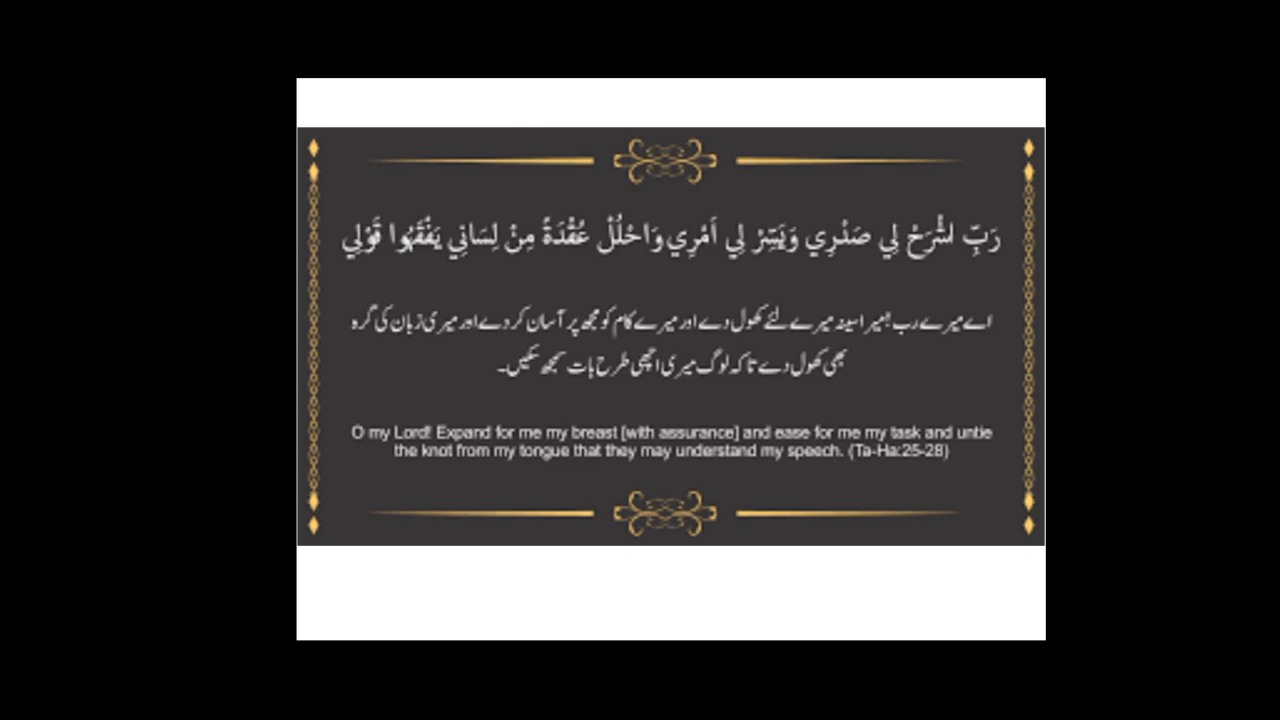 رَبِّ اشْرَحْ لِي صَدْرِي وَيَسِّرْ لِي أَمْرِي وَاحْلُلْ عُقْدَةً مِنْ لِسَانِي يَفْقَهُوا قَوْلِي
اے میرے رب !میرا سینہ میرے لئے کھول دے اور میرے کام کو مجھ پر آسان کر دے اور میری زبان کی گرہ
بھی کھول دے تاکہ لوگ میری اچھی طرح بات سمجھ سکیں۔
O my Lord! Expand for me my breast [with assurance] and ease for me my task and untie
the knot from my tongue that they may understand my speech. (Ta-Ha:25-28)